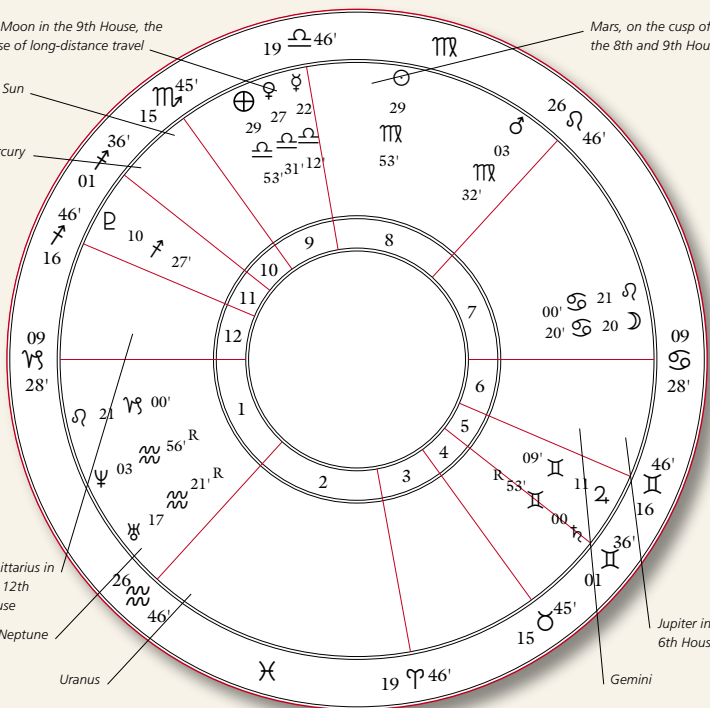 Moon in the 9th House, the
se of long-distance travel
Sun
rcury
Mars, on the cusp of
the 8th and 9th Hou
19 ♎ 46'
♍
26 ♌ 46'
09 ♋ 28'
46' ♊ 16
36' ♊ 01
15 ♉ 45'
19 ♈ 46'
♓
26 ♒ 46'
09 ♑ 28'
46' ♐ 16
36' ♐ 01
45' ♏ 15
⊕ 29 ♎ 53'
♀ 27 ♎ 31'
☿ 22 ♎ 12'
☉ 29 ♍ 53'
♂ 03 ♍ 32'
♇ 10 ♐ 27'
00' ♋ 21 ♌
20' ♋ 20 ☽
♌ 21 ♑ 00'
♆ 03 ♒ 56' R
♅ 17 ♒ 21' R
09' ♊ 11 ♃
R 53' ♊ 00 ♄
1
2
3
4
5
6
7
8
9
10
11
12
ittarius in
12th
use
Neptune
Uranus
Jupiter in
6th Hous
Gemini